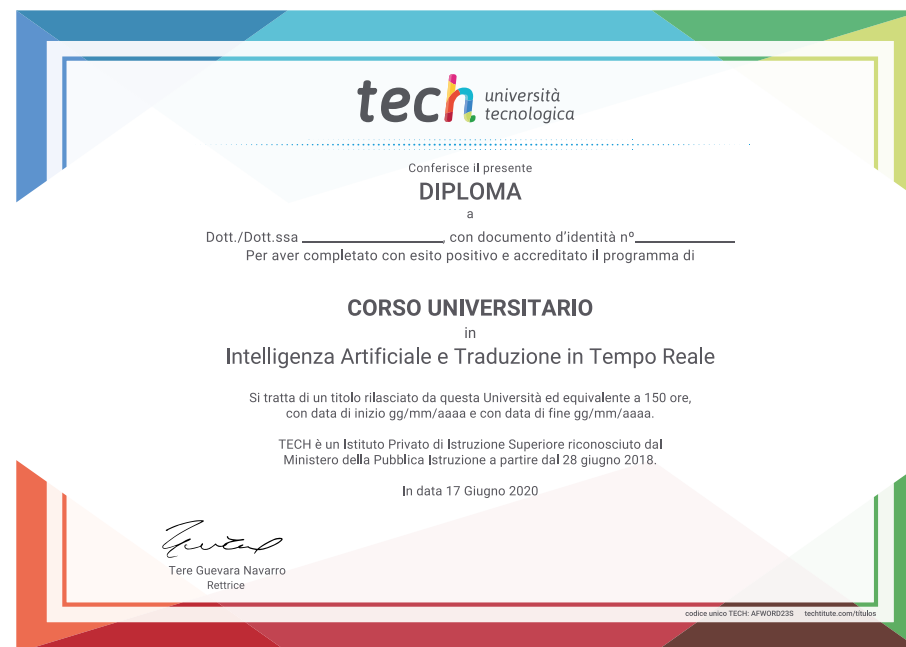 tech università
tecnologica
Conferisce il presente
DIPLOMA
a
Dott./Dott.ssa ______________, con documento d'identità nº__________
Per aver completato con esito positivo e accreditato il programma di
CORSO UNIVERSITARIO
in
Intelligenza Artificiale e Traduzione in Tempo Reale
Si tratta di un titolo rilasciato da questa Università ed equivalente a 150 ore,
con data di inizio gg/mm/aaaa e con data di fine gg/mm/aaaa.
TECH è un Istituto Privato di Istruzione Superiore riconosciuto dal
Ministero della Pubblica Istruzione a partire dal 28 giugno 2018.
In data 17 Giugno 2020
Tere Guevara Navarro
Rettrice
codice unico TECH: AFWORD23S techtitute.com/titulos